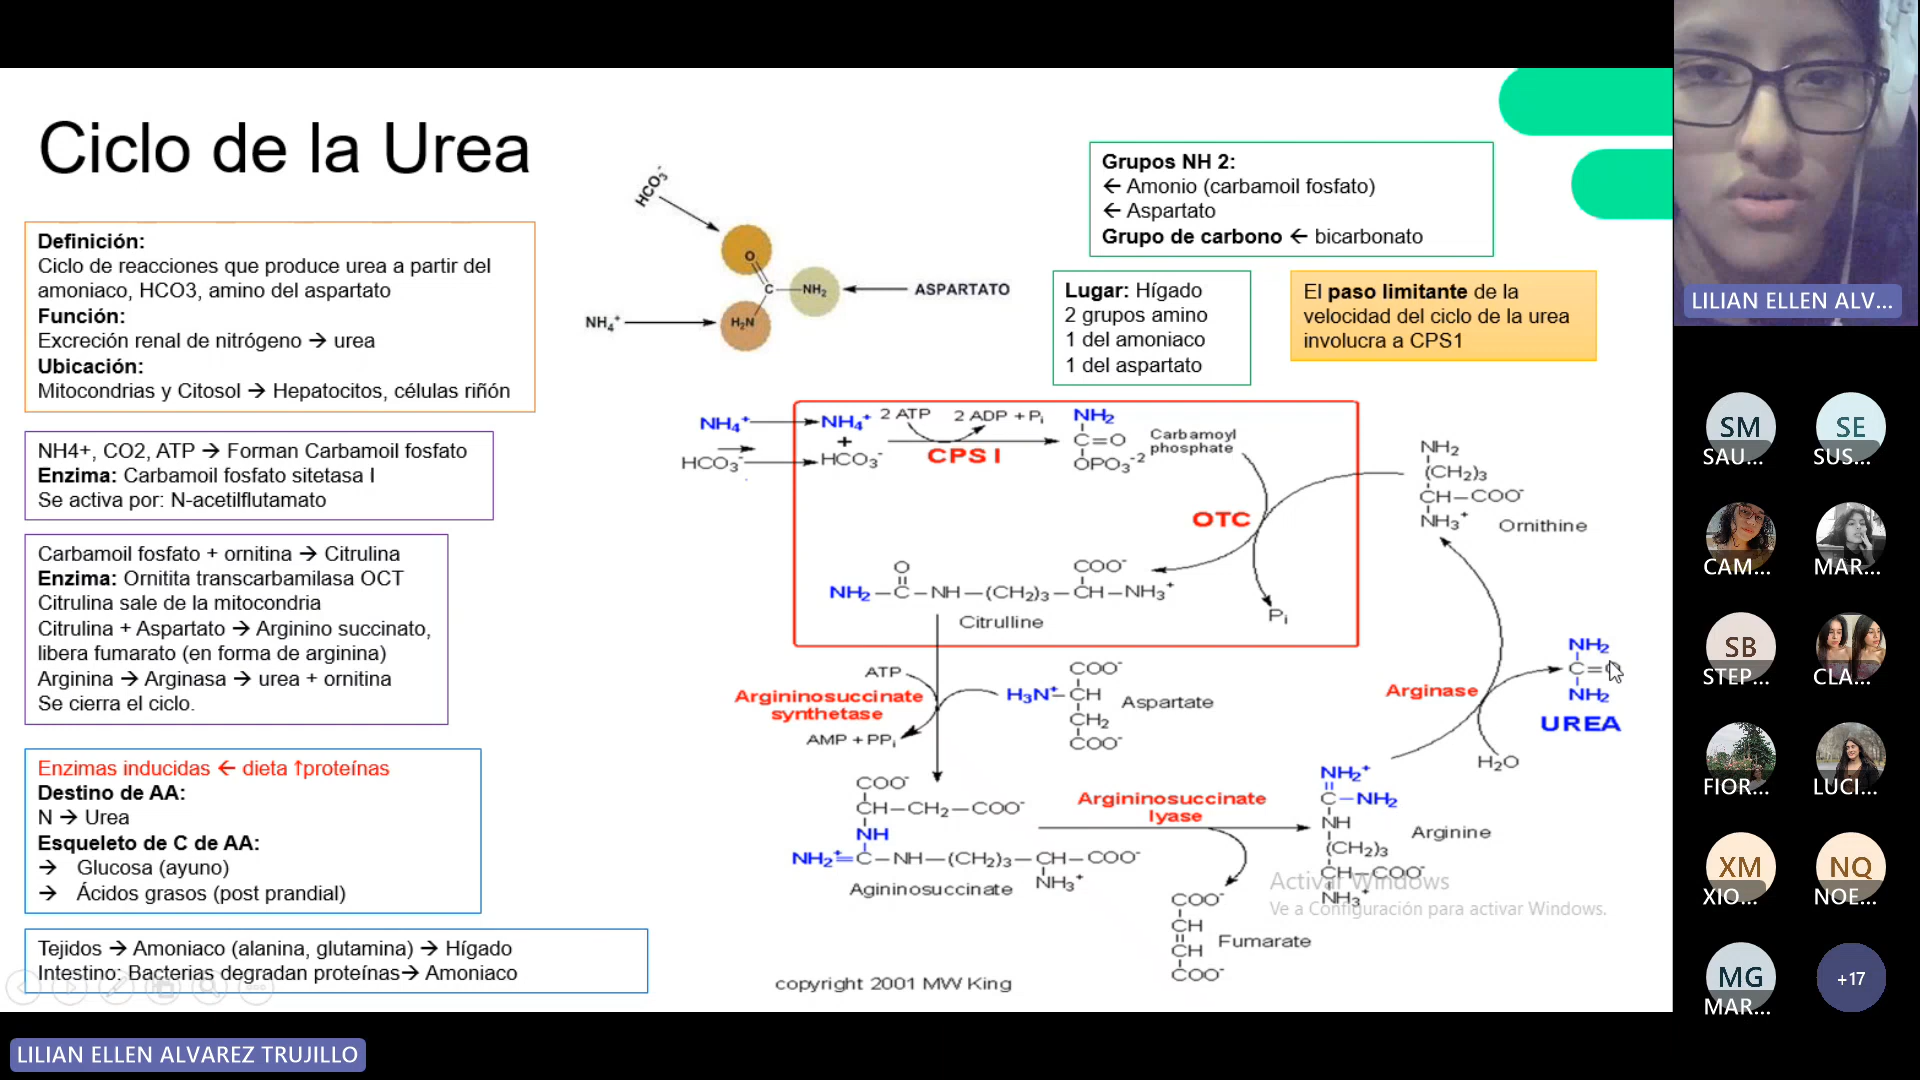 Ciclo de la Urea
Definición:
Ciclo de reacciones que produce urea a partir del
amoniaco, HCO3, amino del aspartato
Función:
Excreción renal de nitrógeno → urea
Ubicación:
Mitocondrias y Citosol → Hepatocitos, células riñón
NH4+, CO2, ATP → Forman Carbamoil fosfato
Enzima: Carbamoil fosfato sitetasa I
Se activa por: N-acetilflutamato
Carbamoil fosfato + ornitina → Citrulina
Enzima: Ornitita transcarbamilasa OCT
Citrulina sale de la mitocondria
Citrulina + Aspartato → Arginino succinato,
libera fumarato (en forma de arginina)
Arginina → Arginasa → urea + ornitina
Se cierra el ciclo.
Enzimas inducidas ← dieta ↑proteínas
Destino de AA:
N → Urea
Esqueleto de C de AA:
→ Glucosa (ayuno)
→ Ácidos grasos (post prandial)
Tejidos → Amoniaco (alanina, glutamina) → Hígado
Intestino: Bacterias degradan proteínas→ Amoniaco
HCO3-
O
C
NH2
ASPARTATO
NH4+
H2N
Grupos NH 2:
← Amonio (carbamoil fosfato)
← Aspartato
Grupo de carbono ← bicarbonato
Lugar: Hígado
2 grupos amino
1 del amoniaco
1 del aspartato
El paso limitante de la
velocidad del ciclo de la urea
involucra a CPS1
NH4+ NH4+ 2 ATP 2 ADP + Pi NH2
+
HCO3- HCO3- CPS I C=O
OPO3-2
Carbamoyl
phosphate
OTC
NH2
(CH2)3
CH-COO-
NH3+ Ornithine
O COO-
NH2-C-NH-(CH2)3-CH-NH3+
Citrulline
Pi
ATP
Argininosuccinate
synthetase
AMP + PPi
COO-
H3N+-CH
CH2
COO-
Aspartate
Arginase
NH2
C=
NH2
UREA
H2O
COO-
CH-CH2-COO-
NH
NH2+=C-NH-(CH2)3-CH-COO-
NH3+
Agininosuccinate
Argininosuccinate
lyase
NH2+
C-NH2
NH
(CH2)3
CH-COO-
NH3+
Arginine
COO-
CH
CH
COO-
Fumarate
copyright 2001 MW King
Activar Windows
Ve a Configuración para activar Windows.
LILIAN ELLEN ALV...
SM
SAU...
SE
SUS...
CAM...
MAR...
SB
STEP...
CLA...
FIOR...
LUCI...
XM
XIO...
NQ
NOE...
MG
MAR...
+17
LILIAN ELLEN ALVAREZ TRUJILLO